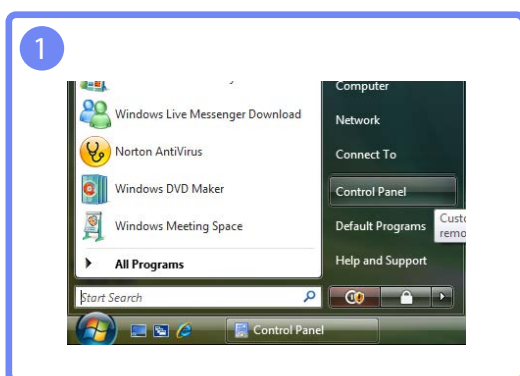 1
Windows Live Messenger Download
Norton AntiVirus
Windows DVD Maker
Windows Meeting Space
All Programs
Start Search
Computer
Network
Connect To
Control Panel
Default Programs
Help and Support
Control Panel